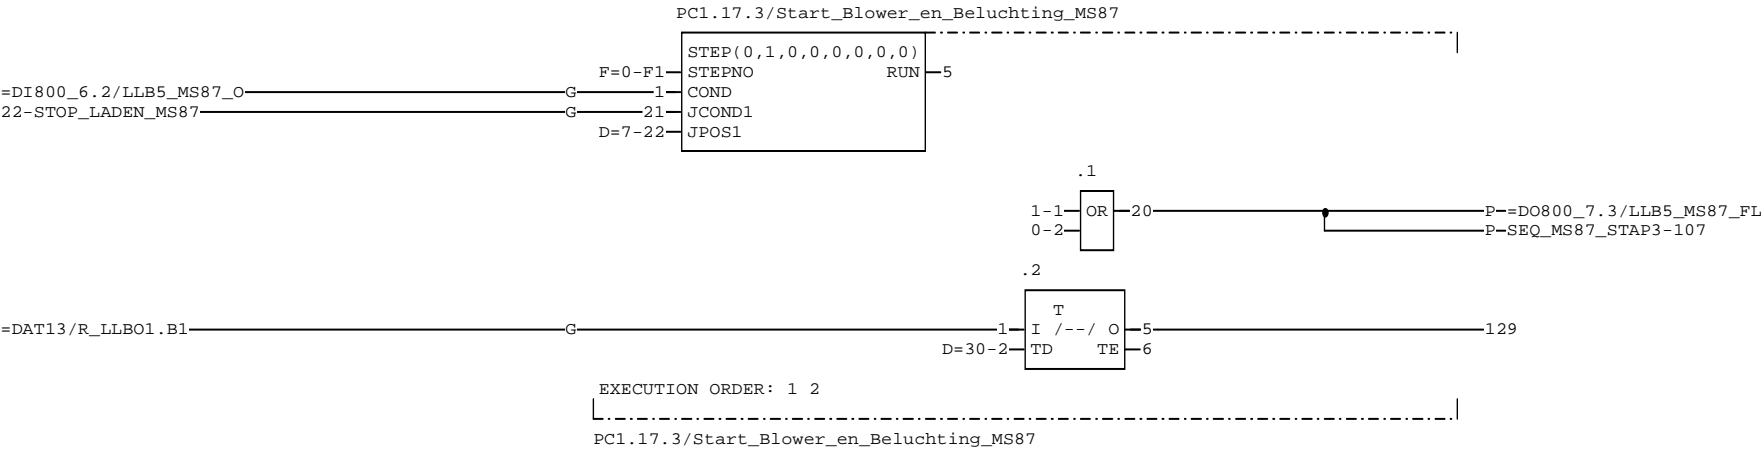 PC1.17.3/Start_Blower_en_Beluchting_MS87
STEP(0,1,0,0,0,0,0,0)
F=0-F1 STEPNO RUN 5
=DI800_6.2/LLB5_MS87_O G 1 COND
22-STOP_LADEN_MS87 G 21 JCOND1
D=7-22 JPOS1
.1
1-1 OR 20 P =DO800_7.3/LLB5_MS87_FL
0-2 P SEQ_MS87_STAP3-107
.2
T
=DAT13/R_LLBO1.B1 G 1 I /--/ O 5 129
D=30-2 TD TE 6
EXECUTION ORDER: 1 2
PC1.17.3/Start_Blower_en_Beluchting_MS87